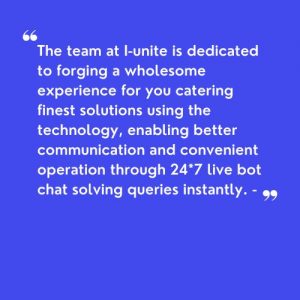 “
The team at I-unite is dedicated
to forging a wholesome
experience for you catering
finest solutions using the
technology, enabling better
communication and convenient
operation through 24*7 live bot
chat solving queries instantly. - ”